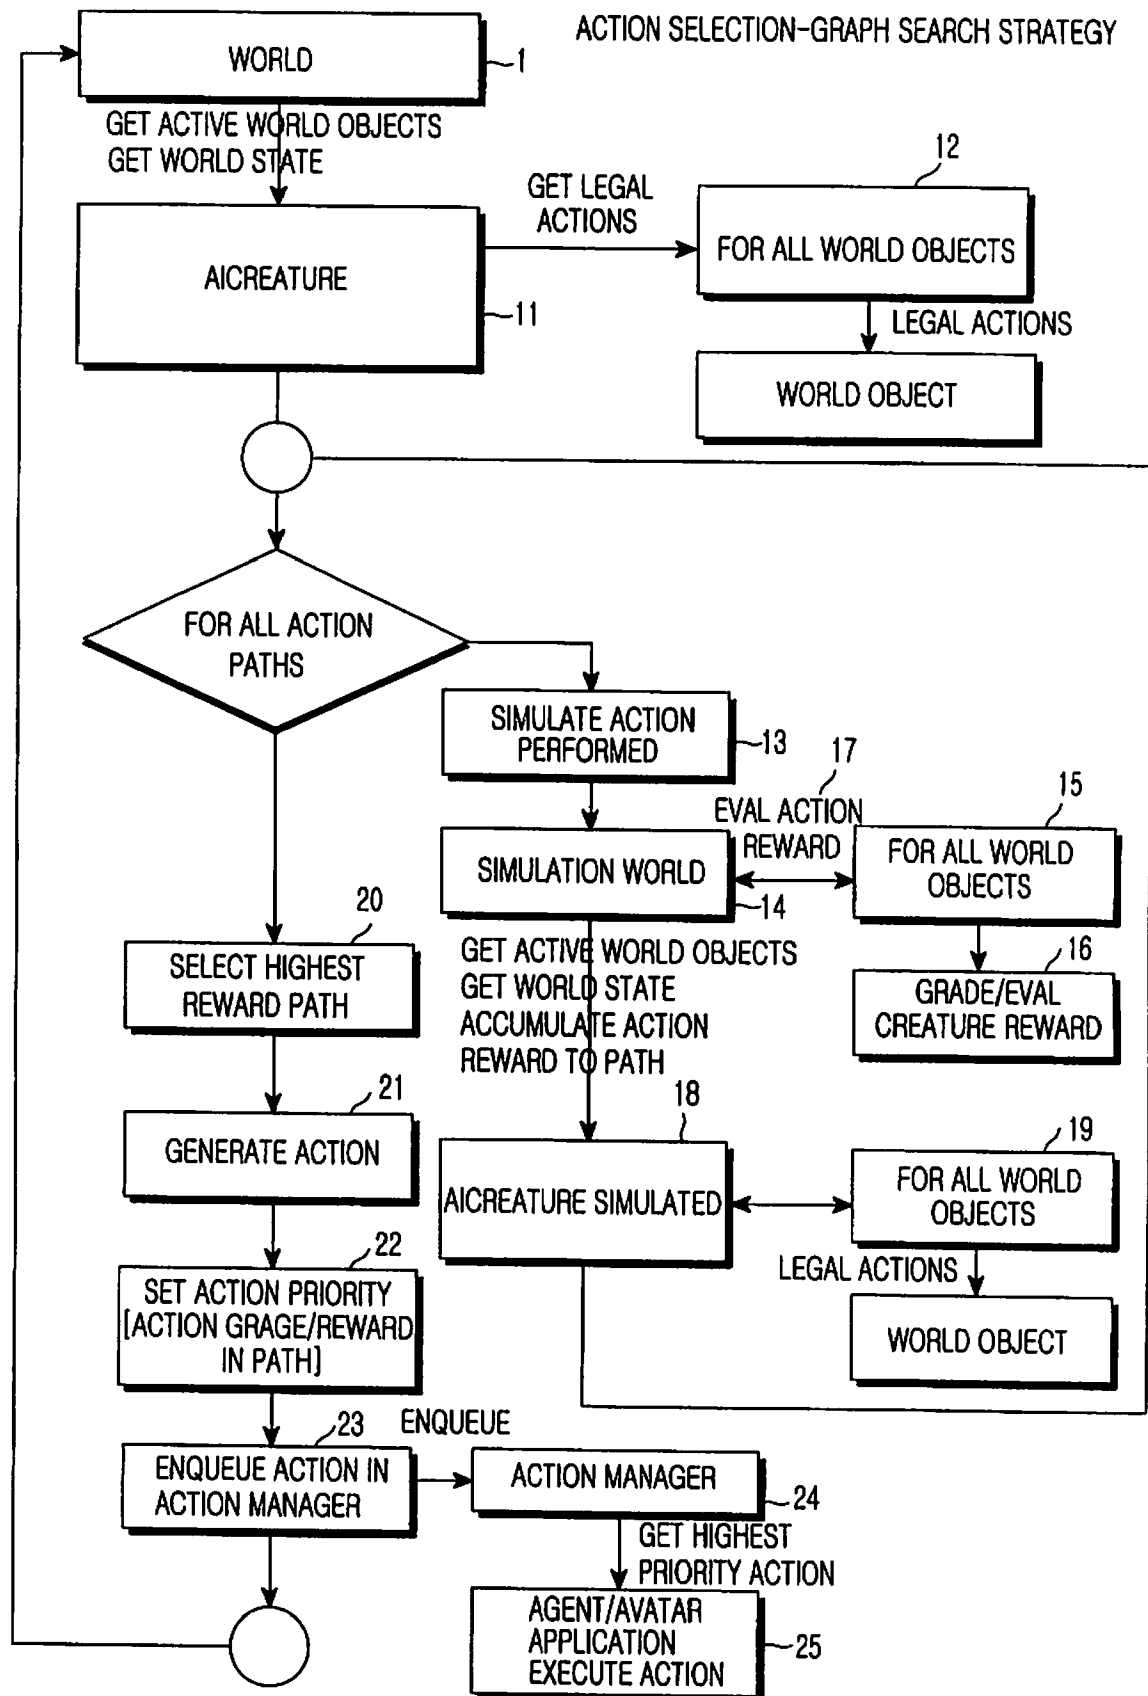 ACTION SELECTION-GRAPH SEARCH STRATEGY
WORLD
1
GET ACTIVE WORLD OBJECTS
GET WORLD STATE
AICREATURE
11
GET LEGAL
ACTIONS
12
FOR ALL WORLD OBJECTS
LEGAL ACTIONS
WORLD OBJECT
FOR ALL ACTION
PATHS
SIMULATE ACTION
PERFORMED
13
SIMULATION WORLD
14
17
EVAL ACTION
REWARD
15
FOR ALL WORLD
OBJECTS
16
GRADE/EVAL
CREATURE REWARD
GET ACTIVE WORLD OBJECTS
GET WORLD STATE
ACCUMULATE ACTION
REWARD TO PATH
18
AICREATURE SIMULATED
19
FOR ALL WORLD
OBJECTS
LEGAL ACTIONS
WORLD OBJECT
20
SELECT HIGHEST
REWARD PATH
21
GENERATE ACTION
22
SET ACTION PRIORITY
[ACTION GRAGE/REWARD
IN PATH]
23
ENQUEUE ACTION IN
ACTION MANAGER
ENQUEUE
ACTION MANAGER
24
GET HIGHEST
PRIORITY ACTION
AGENT/AVATAR
APPLICATION
EXECUTE ACTION
25